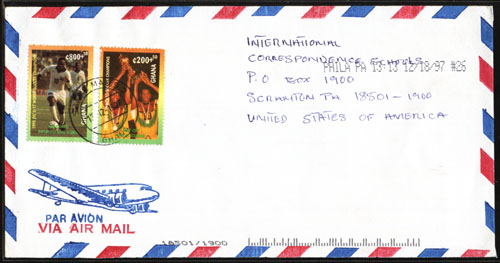 ¢800+
¢200+
GHANA
INTERNATIONAL
CORRESPONDENCE SCHOOLS
PHILA PA 13:13 12/18/97 #26
P.O BOX 1900
SCRANTON PA 18501-1900
UNITED STATES OF AMERICA
PAR AVION
VIA AIR MAIL
18501/1900